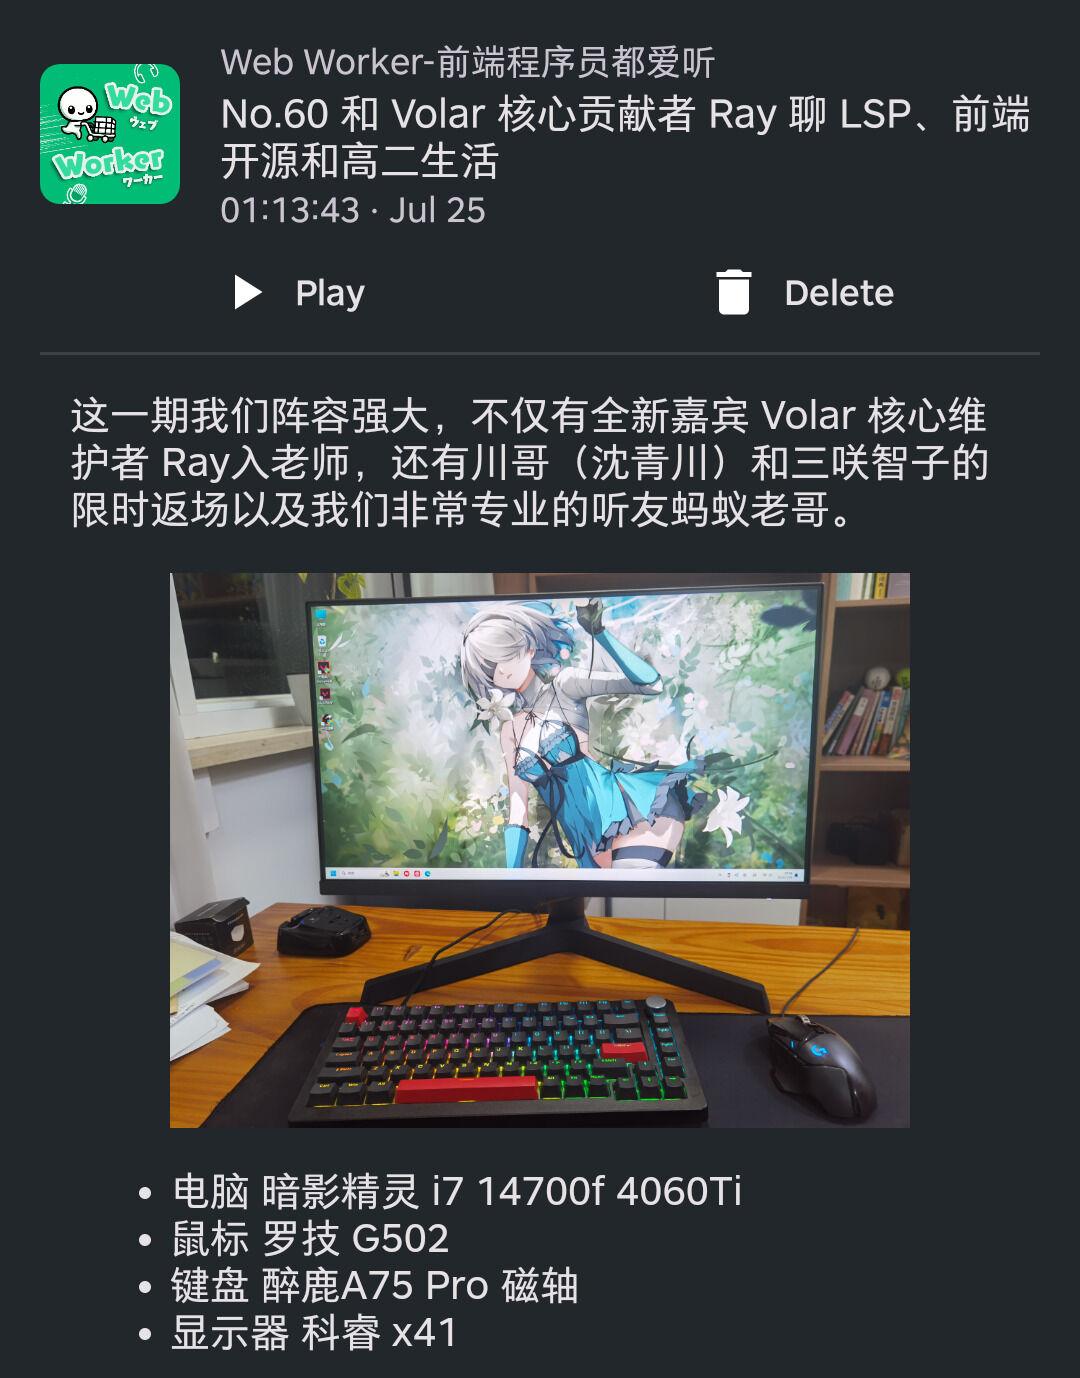 Web
ウェブ
Worker
ワーカー
Web Worker-前端程序员都爱听
No.60 和 Volar 核心贡献者 Ray 聊 LSP、前端
开源和高二生活
01:13:43 · Jul 25
Play
Delete
这一期我们阵容强大，不仅有全新嘉宾 Volar 核心维
护者 Ray入老师，还有川哥（沈青川）和三咲智子的
限时返场以及我们非常专业的听友蚂蚁老哥。
• 电脑 暗影精灵 i7 14700f 4060Ti
• 鼠标 罗技 G502
• 键盘 醉鹿A75 Pro 磁轴
• 显示器 科睿 x41